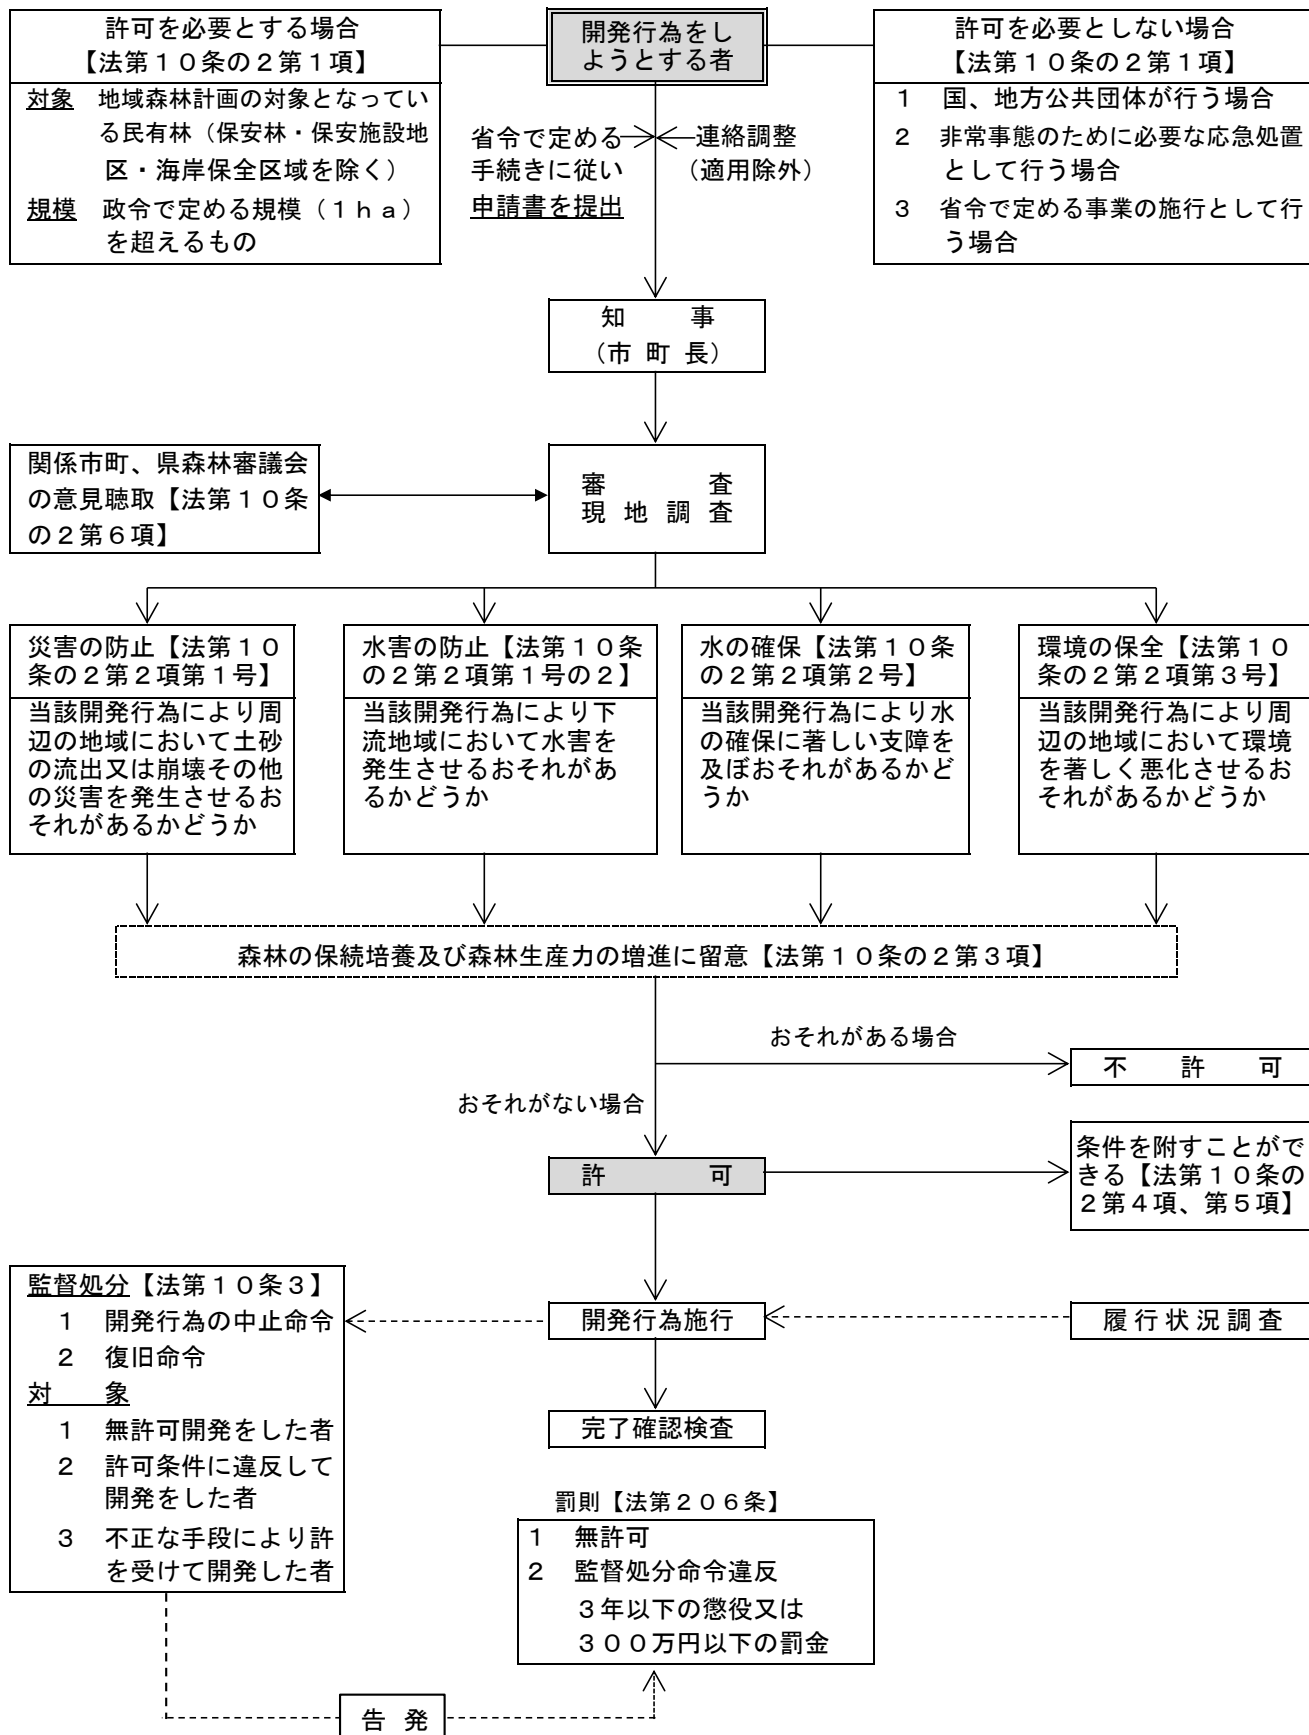 許可を必要とする場合
【法第１０条の２第１項】
対象　地域森林計画の対象となってい
る民有林（保安林・保安施設地
区・海岸保全区域を除く）
規模　政令で定める規模（１ｈａ）
を超えるもの
開発行為をし
ようとする者
許可を必要としない場合
【法第１０条の２第１項】
１　国、地方公共団体が行う場合
２　非常事態のために必要な応急処置
として行う場合
３　省令で定める事業の施行として行
う場合
省令で定める
手続きに従い
申請書を提出
連絡調整
（適用除外）
知　　事
（市町長）
関係市町、県森林審議会
の意見聴取【法第１０条
の２第６項】
審　　　査
現地調査
災害の防止【法第１０
条の２第２項第１号】
当該開発行為により周
辺の地域において土砂
の流出又は崩壊その他
の災害を発生させるお
それがあるかどうか
水害の防止【法第１０条
の２第２項第１号の２】
当該開発行為により下
流地域において水害を
発生させるおそれがあ
るかどうか
水の確保【法第１０条
の２第２項第２号】
当該開発行為により水
の確保に著しい支障を
及ぼおそれがあるかど
うか
環境の保全【法第１０
条の２第２項第３号】
当該開発行為により周
辺の地域において環境
を著しく悪化させるお
それがあるかどうか
森林の保続培養及び森林生産力の増進に留意【法第１０条の２第３項】
おそれがある場合
不　許　可
おそれがない場合
許　　　可
条件を附すことがで
きる【法第１０条の
２第４項、第５項】
監督処分【法第１０条３】
１　開発行為の中止命令
２　復旧命令
対　　象
１　無許可開発をした者
２　許可条件に違反して
開発をした者
３　不正な手段により許
を受けて開発した者
開発行為施行
履行状況調査
完了確認検査
罰則【法第２０６条】
１　無許可
２　監督処分命令違反
３年以下の懲役又は
３００万円以下の罰金
告　発